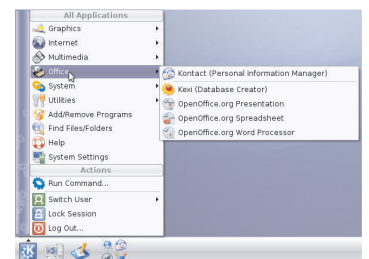 All Applications
Graphics
Internet
Multimedia
Office
System
Utilities
Add/Remove Programs
Find Files/Folders
Help
System Settings
Actions
Run Command...
Switch User
Lock Session
Log Out...
Kontact (Personal Information Manager)
Kexi (Database Creator)
OpenOffice.org Presentation
OpenOffice.org Spreadsheet
OpenOffice.org Word Processor